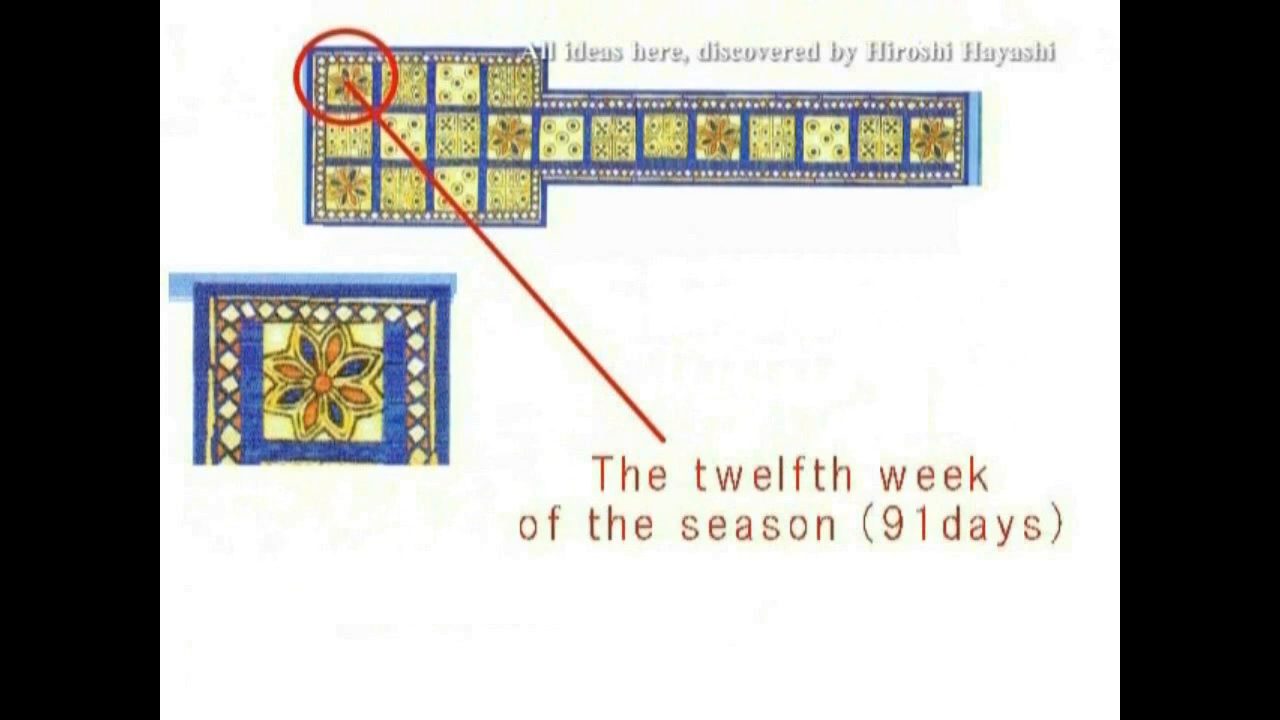 All ideas here, discovered by Hiroshi Hayashi
The twelfth week
of the season (91days)